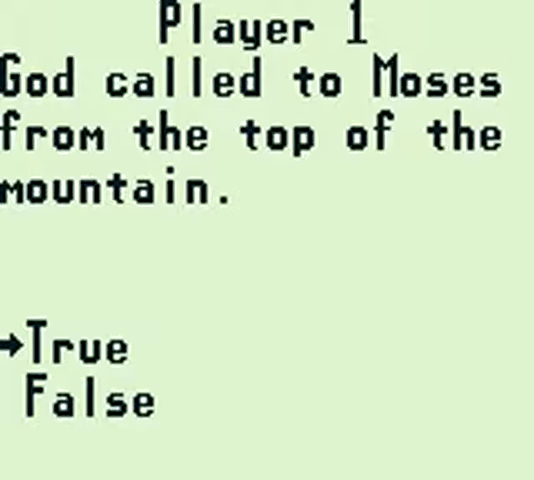 Player 1
God called to Moses
from the top of the
mountain.
→True
False